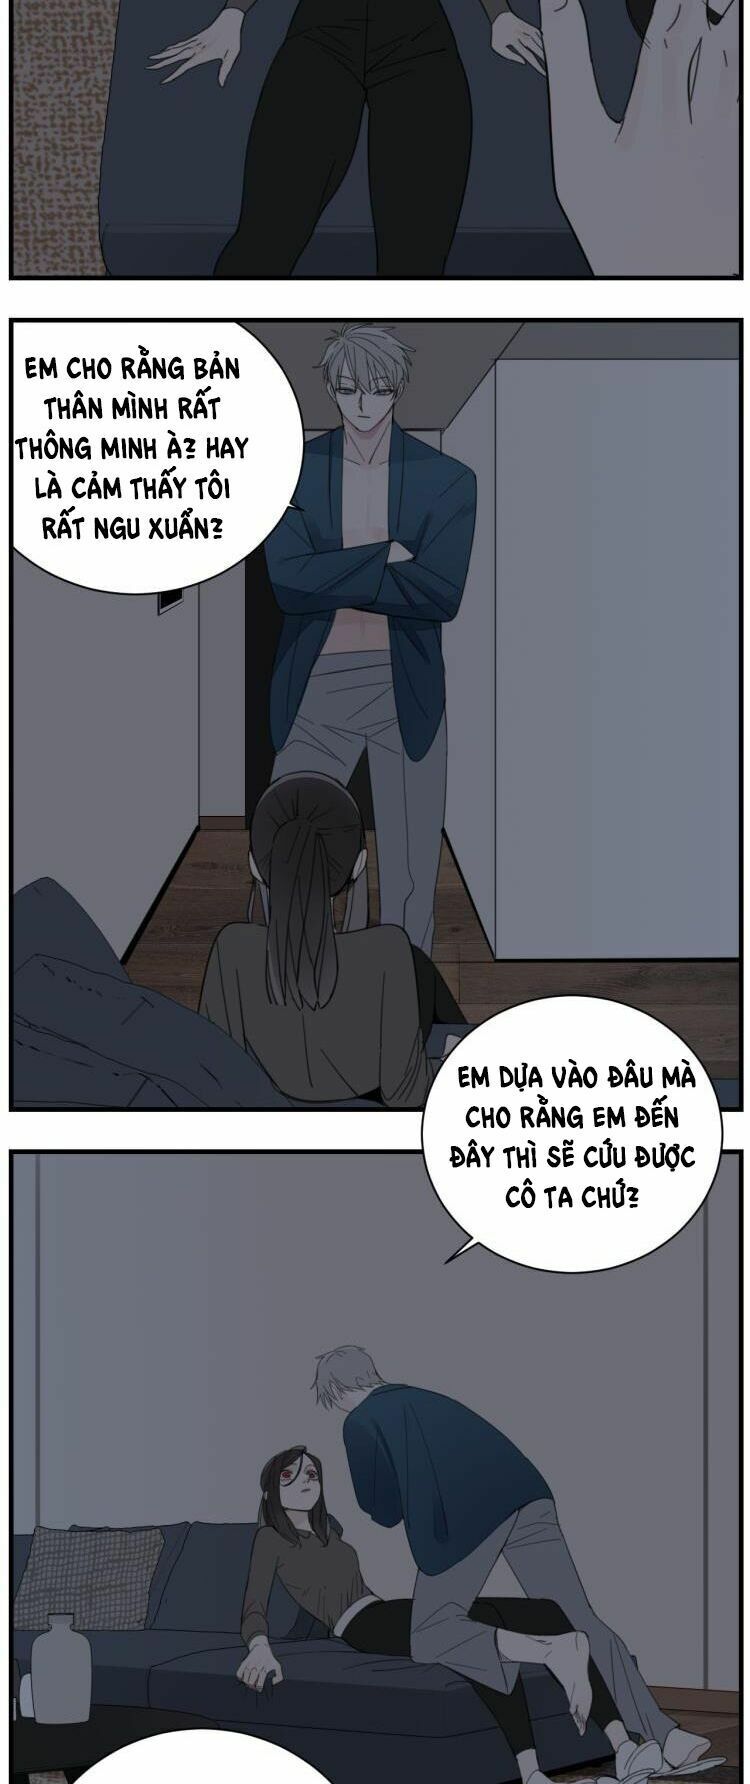 EM CHO RẰNG BẢN
THÂN MÌNH RẤT
THÔNG MINH À? HAY
LÀ CẢM THẤY TÔI
RẤT NGU XUẨN?
EM DỰA VÀO ĐÂU MÀ
CHO RẰNG EM ĐẾN
ĐÂY THÌ SẼ CỨU ĐƯỢC
CÔ TA CHỨ?